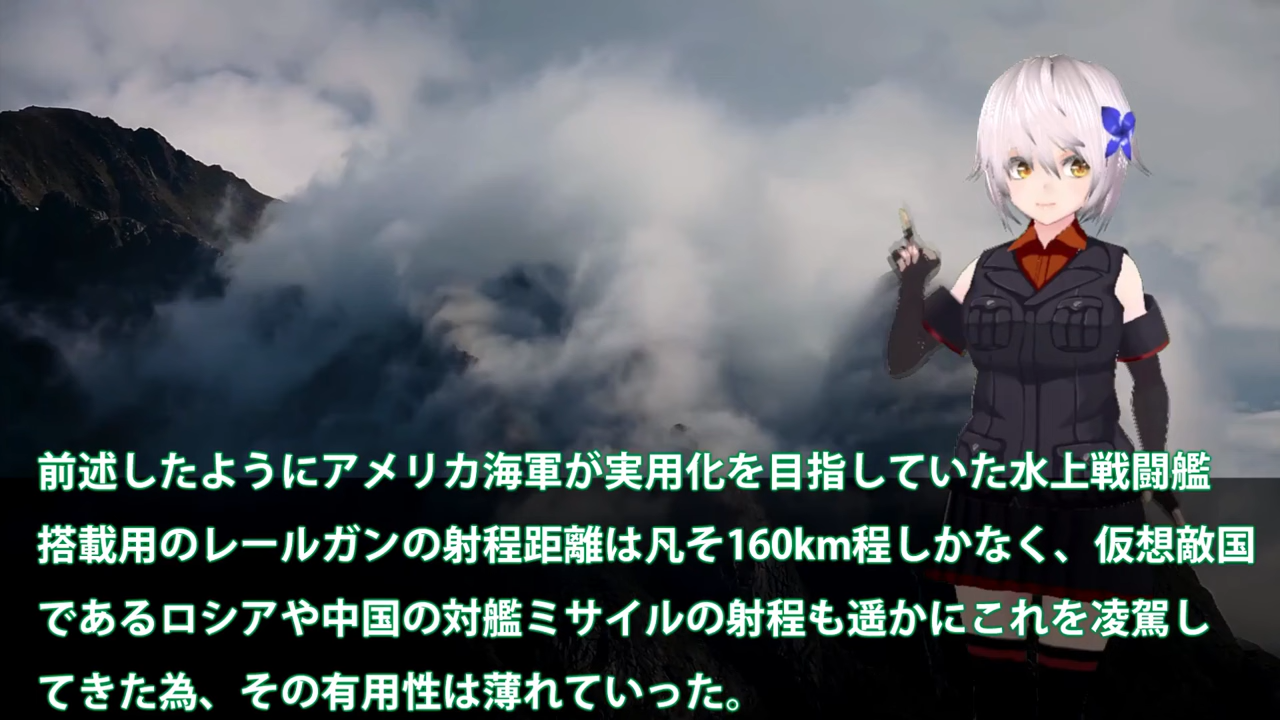 前述したようにアメリカ海軍が実用化を目指していた水上戦闘艦
搭載用のレールガンの射程距離は凡そ160km程しかなく、仮想敵国
であるロシアや中国の対艦ミサイルの射程も遥かにこれを凌駕し
てきた為、その有用性は薄れていった。